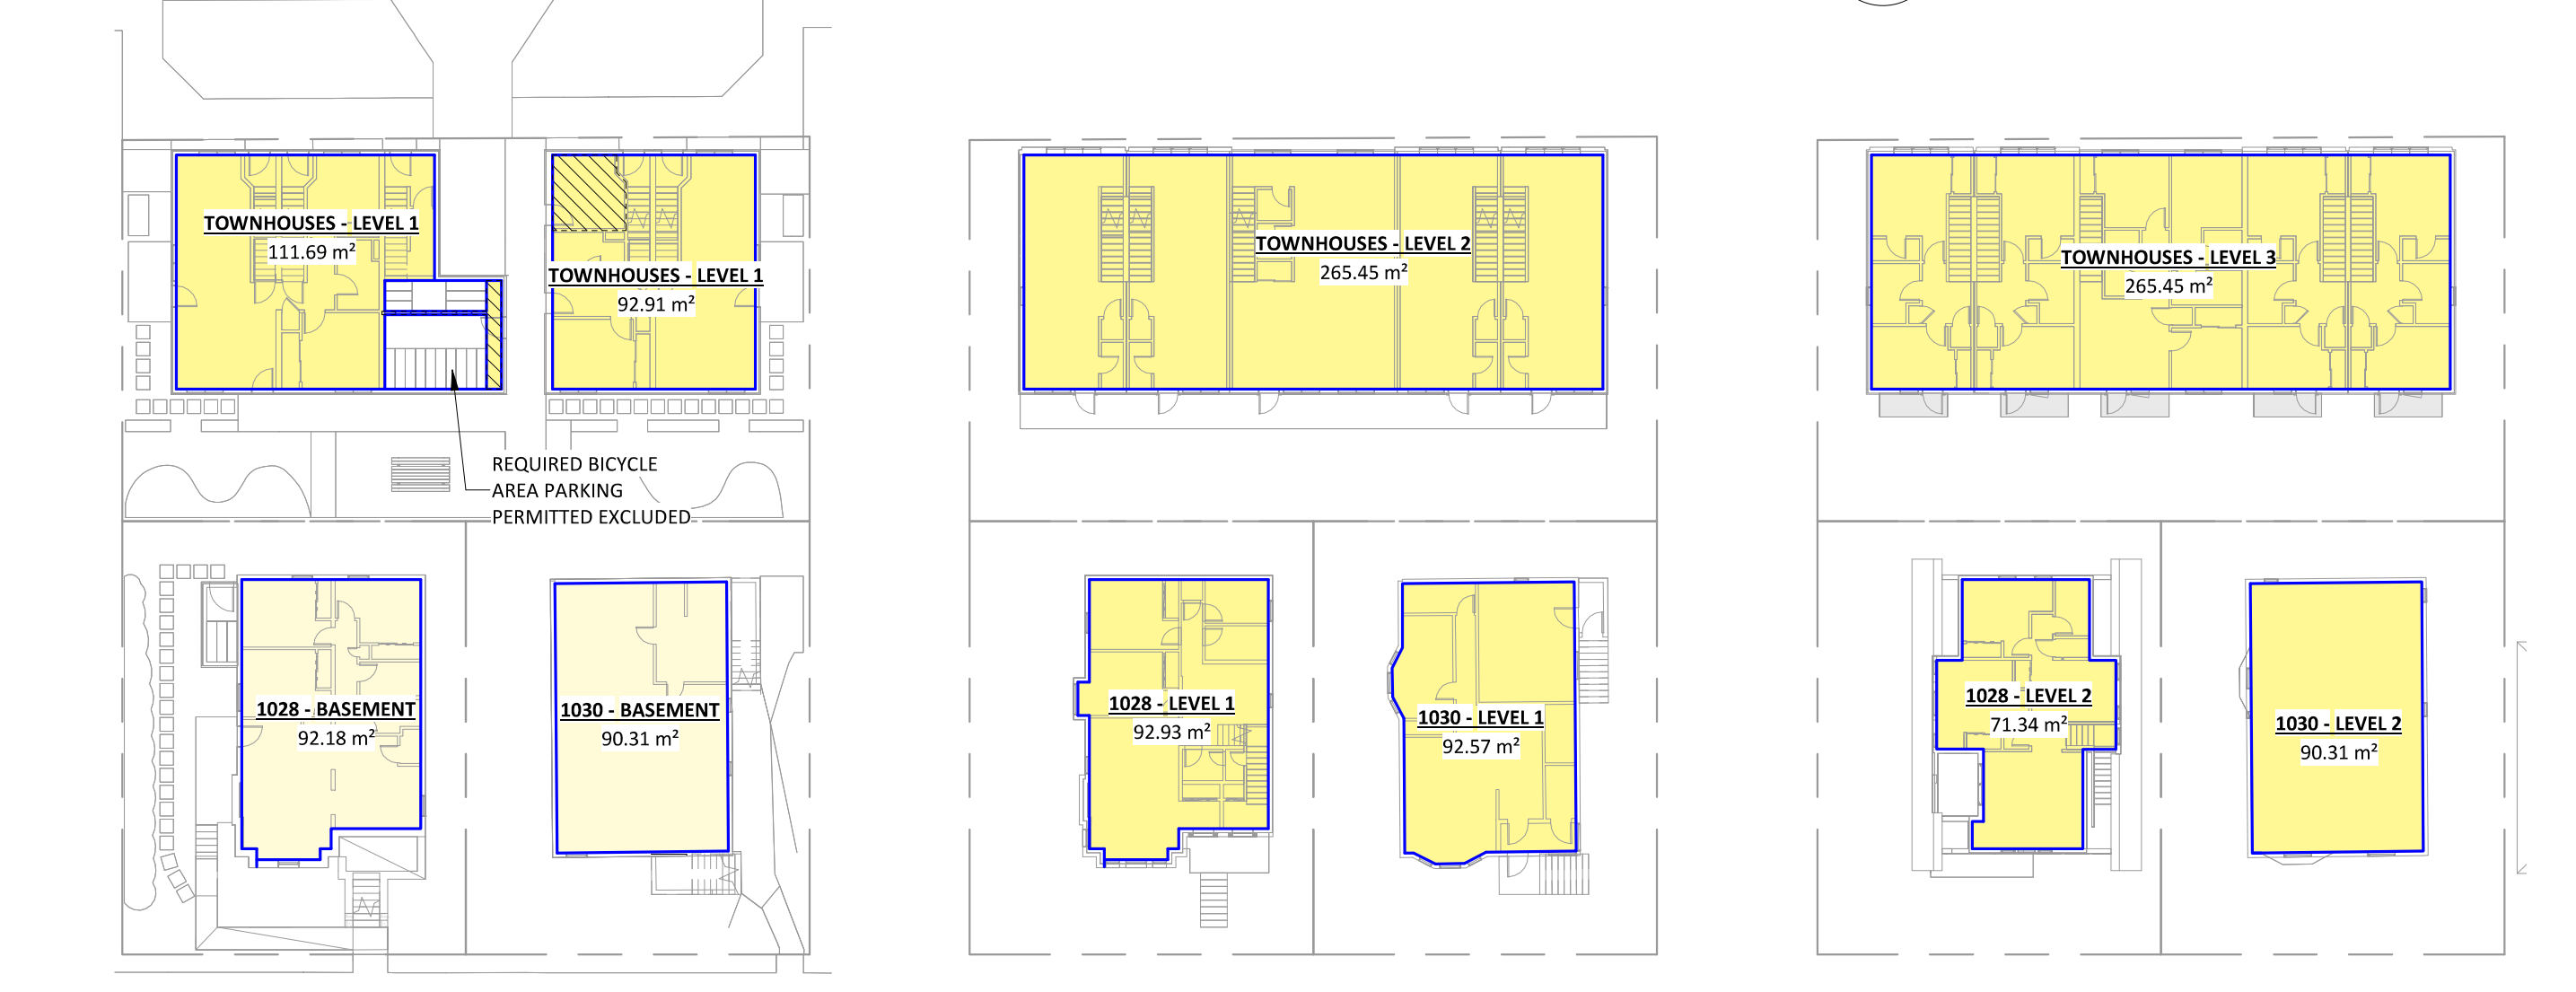 TOWNHOUSES - LEVEL 1
111.69 m²
TOWNHOUSES - LEVEL 1
92.91 m²
REQUIRED BICYCLE
AREA PARKING
PERMITTED EXCLUDED
1028 - BASEMENT
92.18 m²
1030 - BASEMENT
90.31 m²
TOWNHOUSES - LEVEL 2
265.45 m²
1028 - LEVEL 1
92.93 m²
1030 - LEVEL 1
92.57 m²
TOWNHOUSES - LEVEL 3
265.45 m²
1028 - LEVEL 2
71.34 m²
1030 - LEVEL 2
90.31 m²